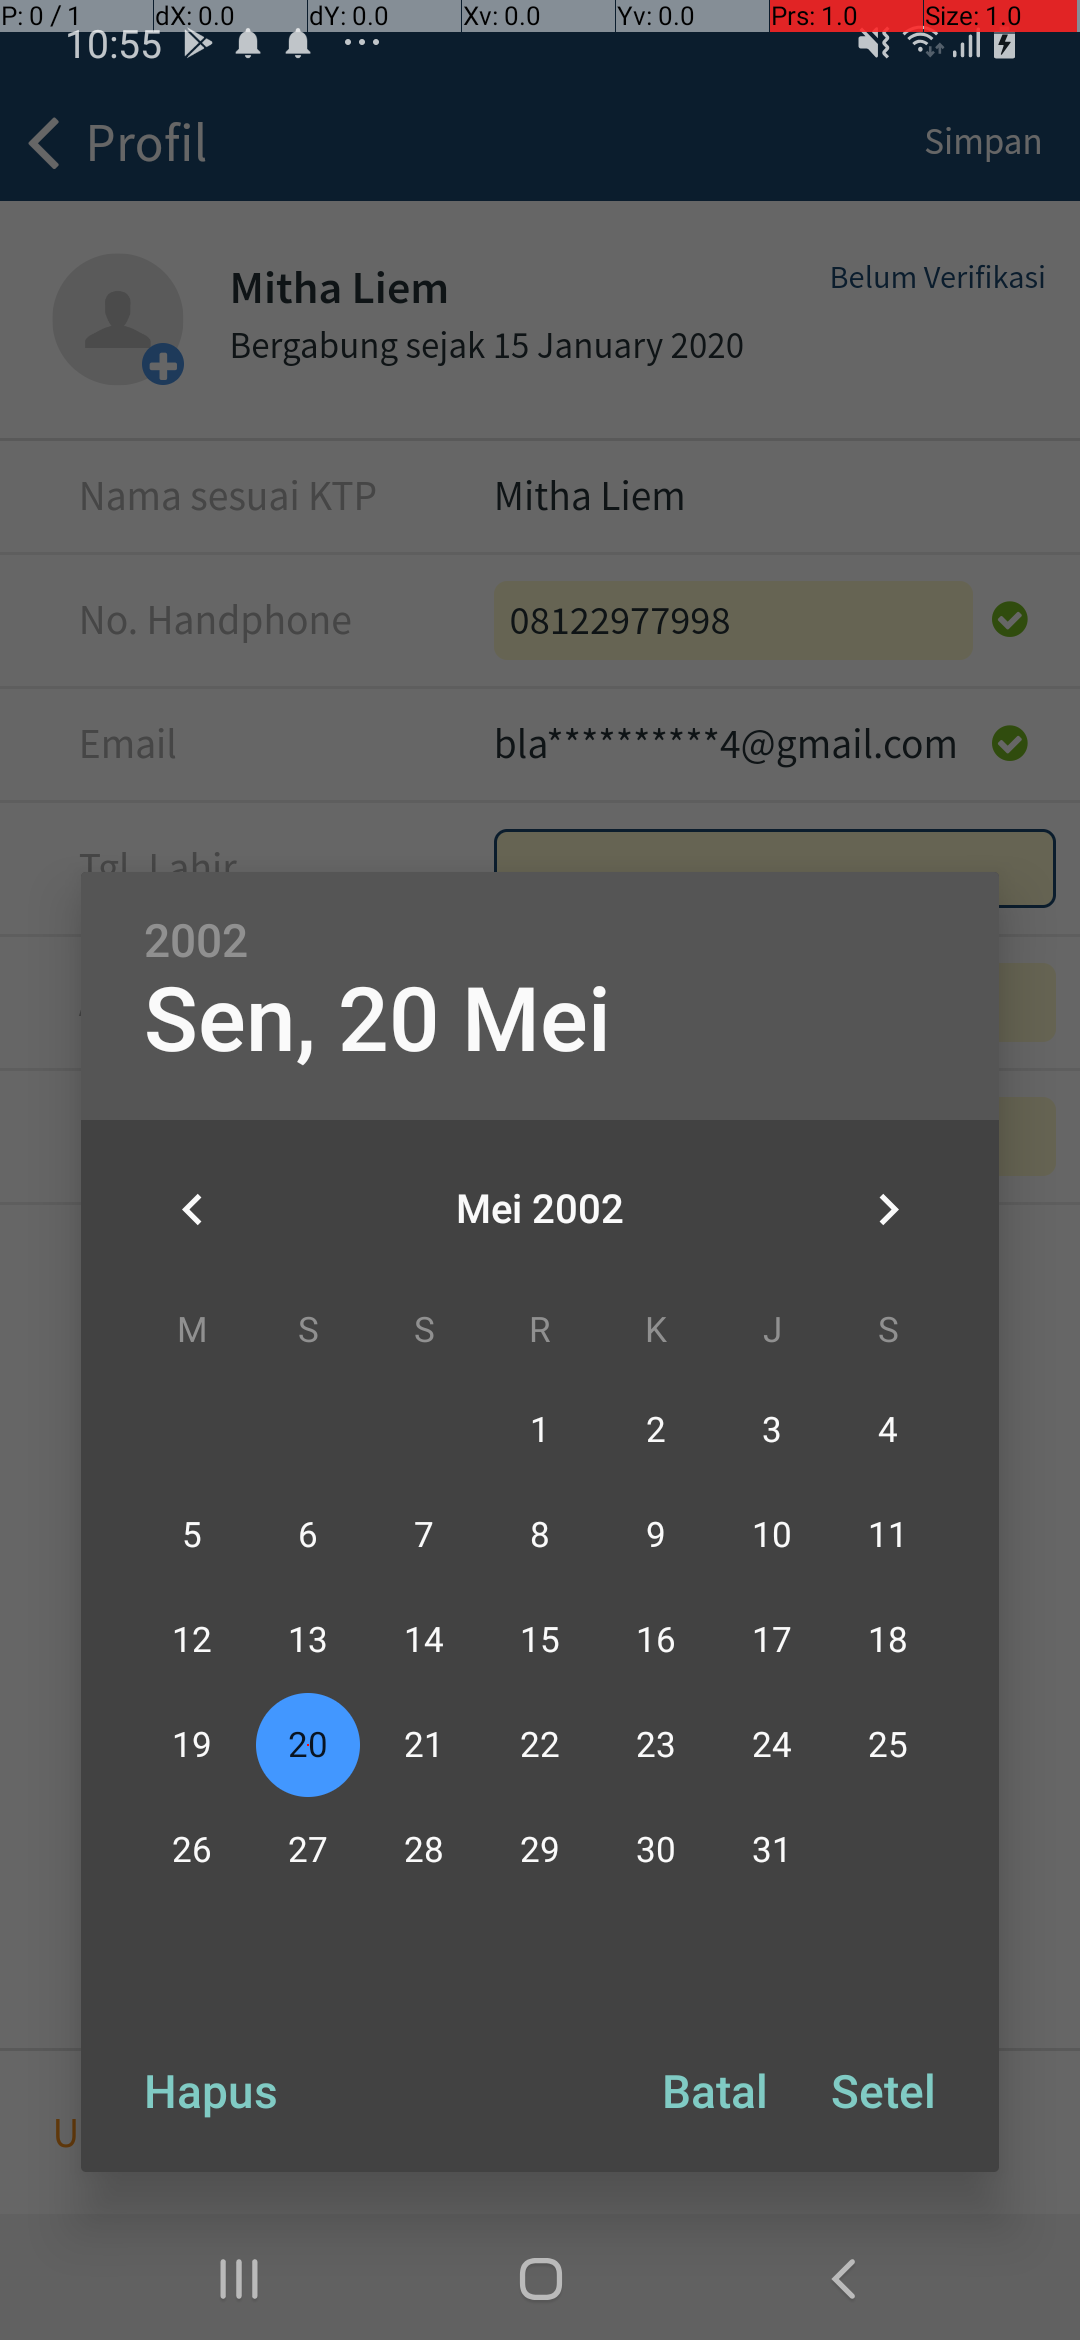 P: 0 / 1 dX: 0.0 dY: 0.0 Xv: 0.0 Yv: 0.0 Prs: 1.0 Size: 1.0
10:55
Profil Simpan
Mitha Liem Belum Verifikasi
Bergabung sejak 15 January 2020
Nama sesuai KTP Mitha Liem
No. Handphone 08122977998
Email bla**********4@gmail.com
Tgl. Lahir
2002
Sen, 20 Mei
Mei 2002
M S S R K J S
1 2 3 4
5 6 7 8 9 10 11
12 13 14 15 16 17 18
19 20 21 22 23 24 25
26 27 28 29 30 31
Hapus Batal Setel